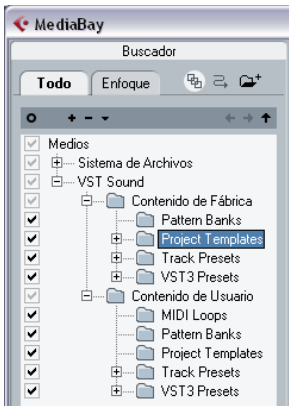 MediaBay
Buscador
Todo Enfoque
Medios
Sistema de Archivos
VST Sound
Contenido de Fábrica
Pattern Banks
Project Templates
Track Presets
VST3 Presets
Contenido de Usuario
MIDI Loops
Pattern Banks
Project Templates
Track Presets
VST3 Presets